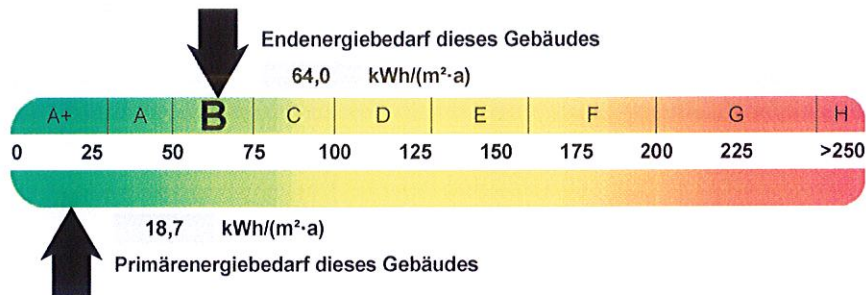 Endenergiebedarf dieses Gebäudes
64,0 kWh/(m²·a)
A+ A B C D E F G H
0 25 50 75 100 125 150 175 200 225 >250
18,7 kWh/(m²·a)
Primärenergiebedarf dieses Gebäudes